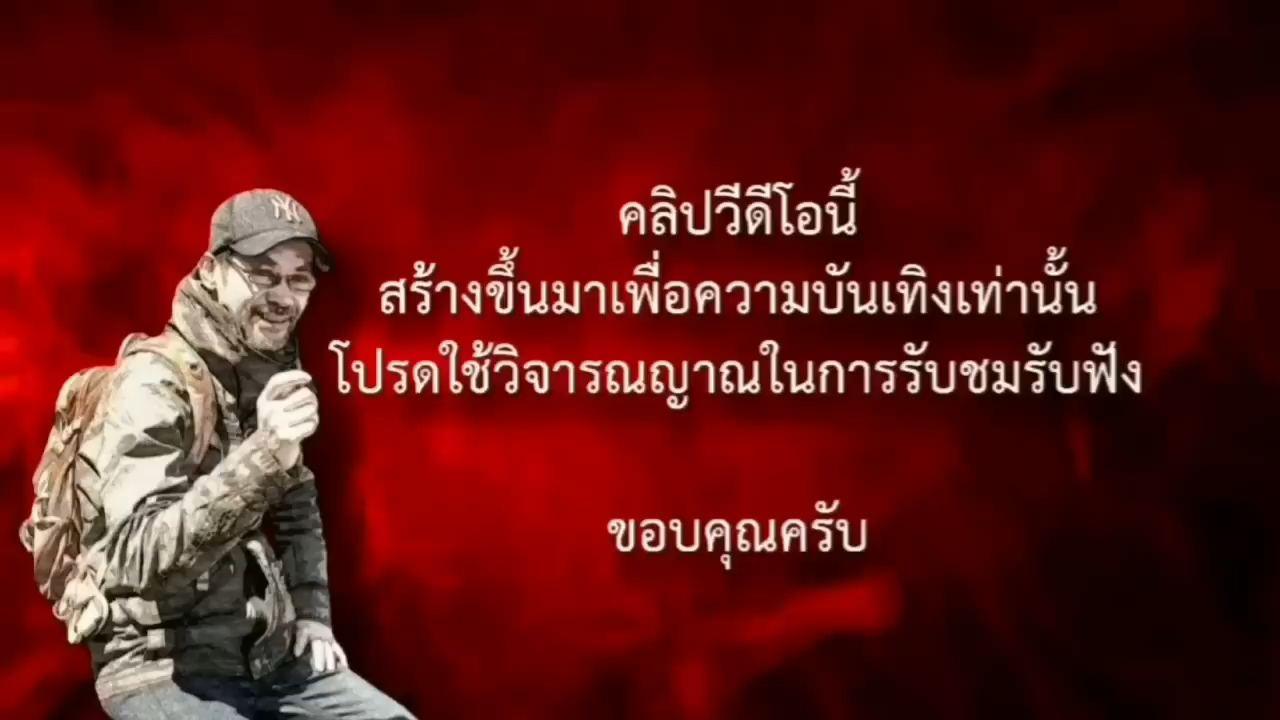 NY
คลิปวีดีโอนี้
สร้างขึ้นมาเพื่อความบันเทิงเท่านั้น
โปรดใช้วิจารณญาณในการรับชมรับฟัง
ขอบคุณครับ